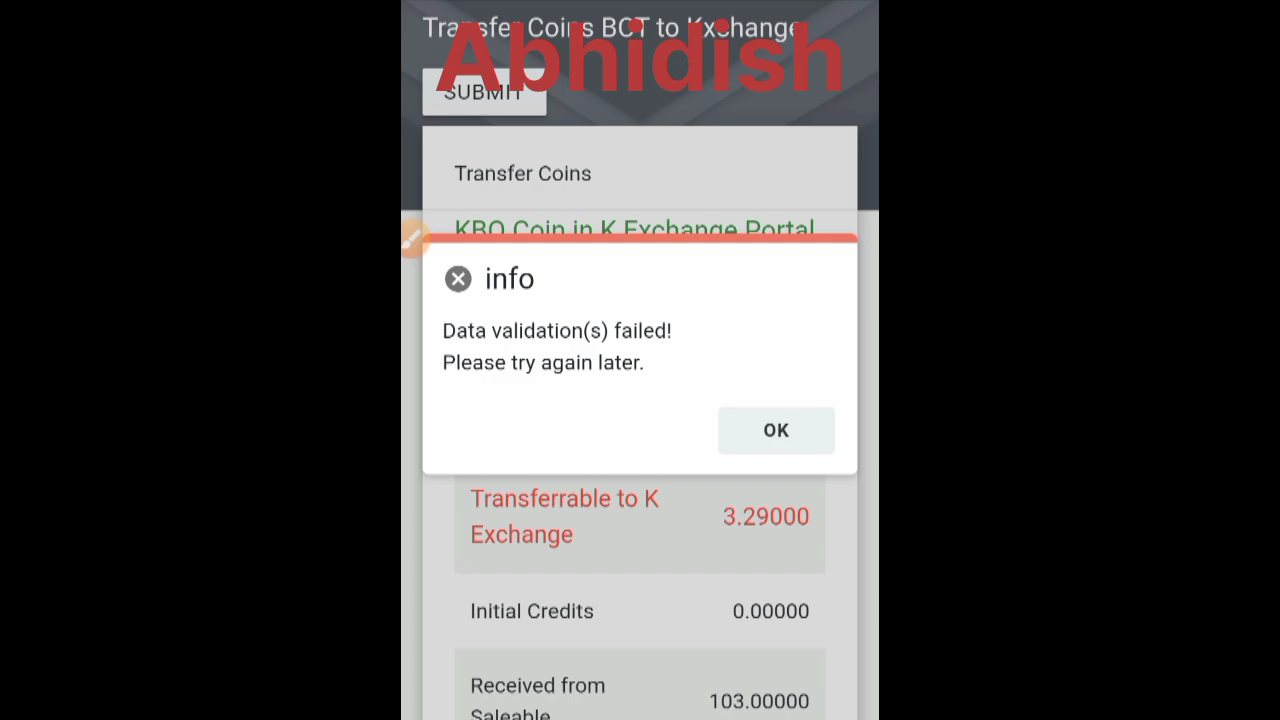 Transfer Coins BCT to Kxchange
Abhidish
SUBMIT
Transfer Coins
KBO Coin in K Exchange Portal
info
Data validation(s) failed!
Please try again later.
OK
Transferrable to K
Exchange
3.29000
Initial Credits
0.00000
Received from
Saleable
103.00000